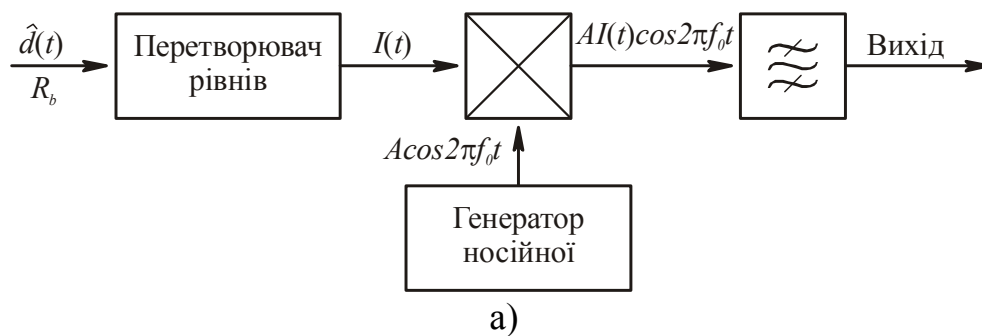 d̂(t)
R_b
Перетворювач
рівнів
I(t)
AI(t)cos2πf₀t
Вихід
Acos2πf₀t
Генератор
носійної
а)